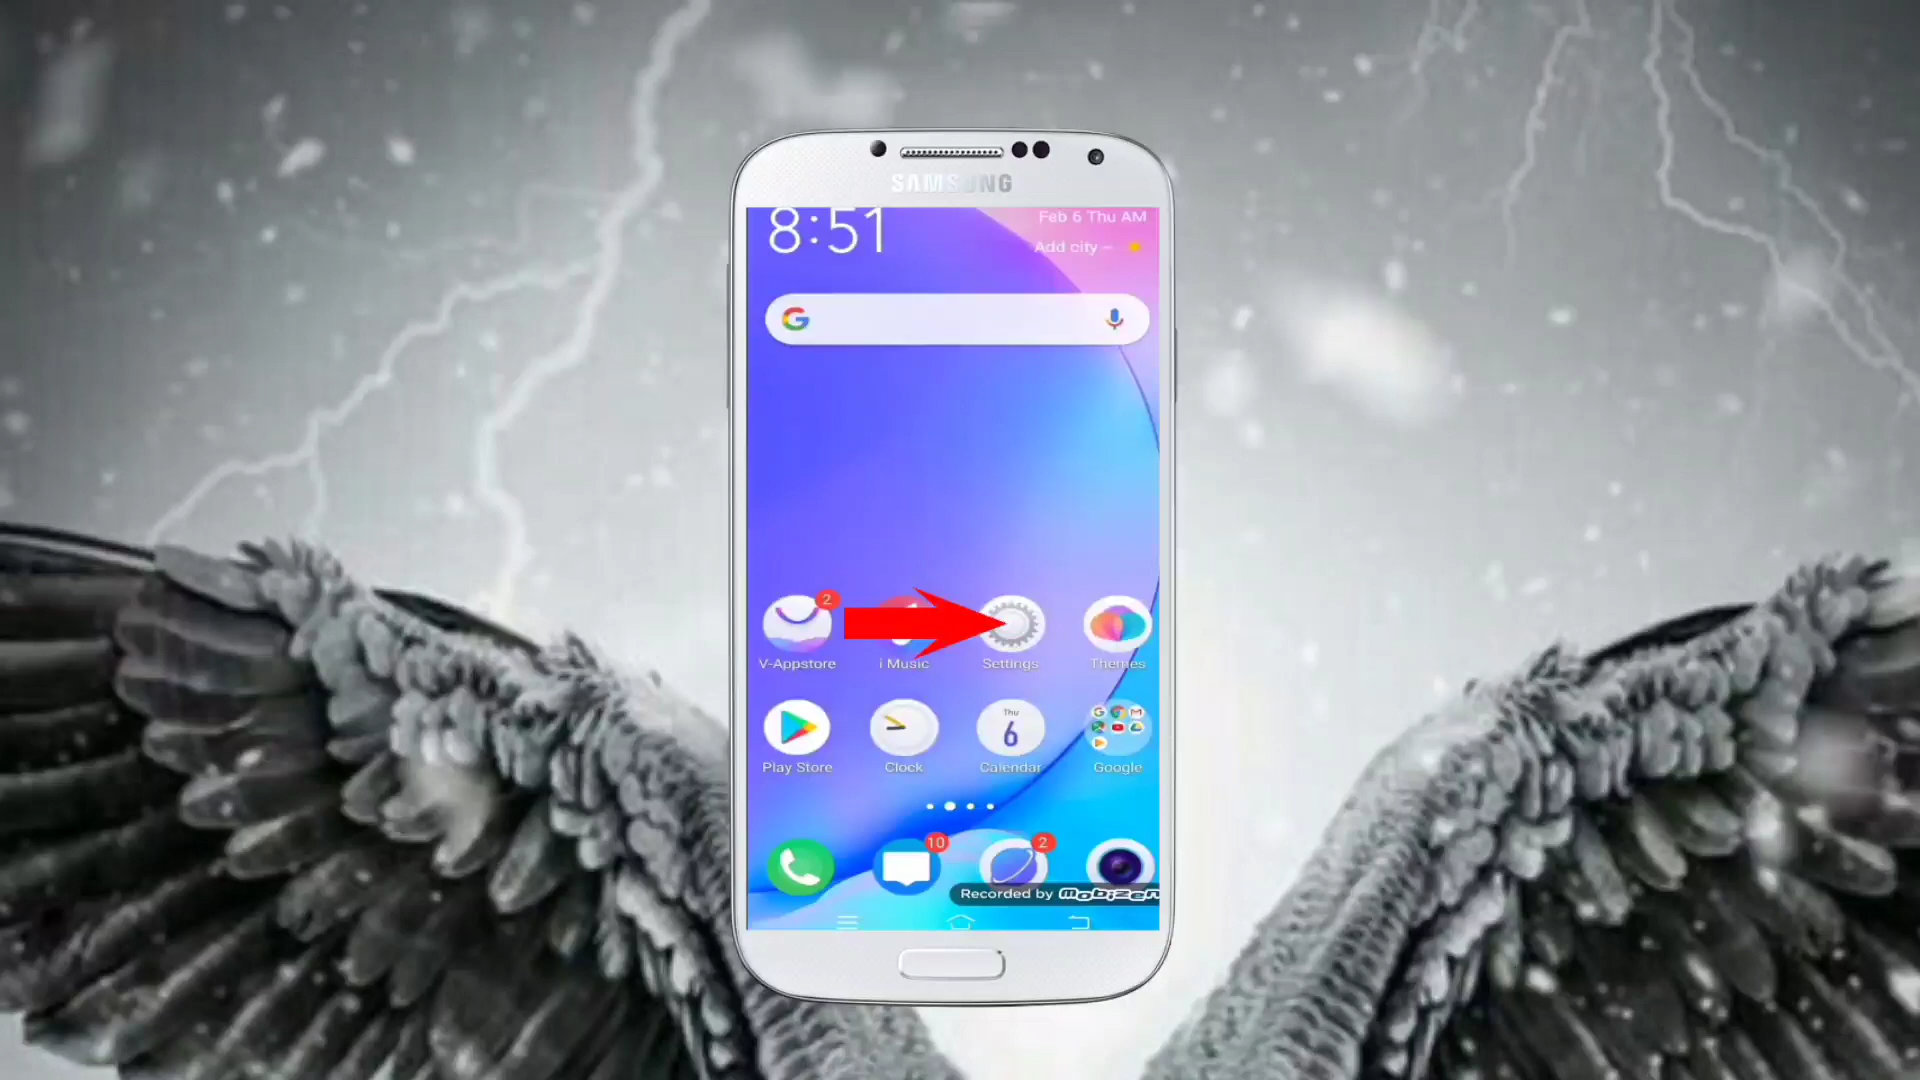 SAMSUNG
8:51
Feb 6 Thu AM
Add city
2
V-Appstore
i Music
Settings
Themes
Thu
6
Play Store
Clock
Calendar
Google
10
2
Recorded by mobizen